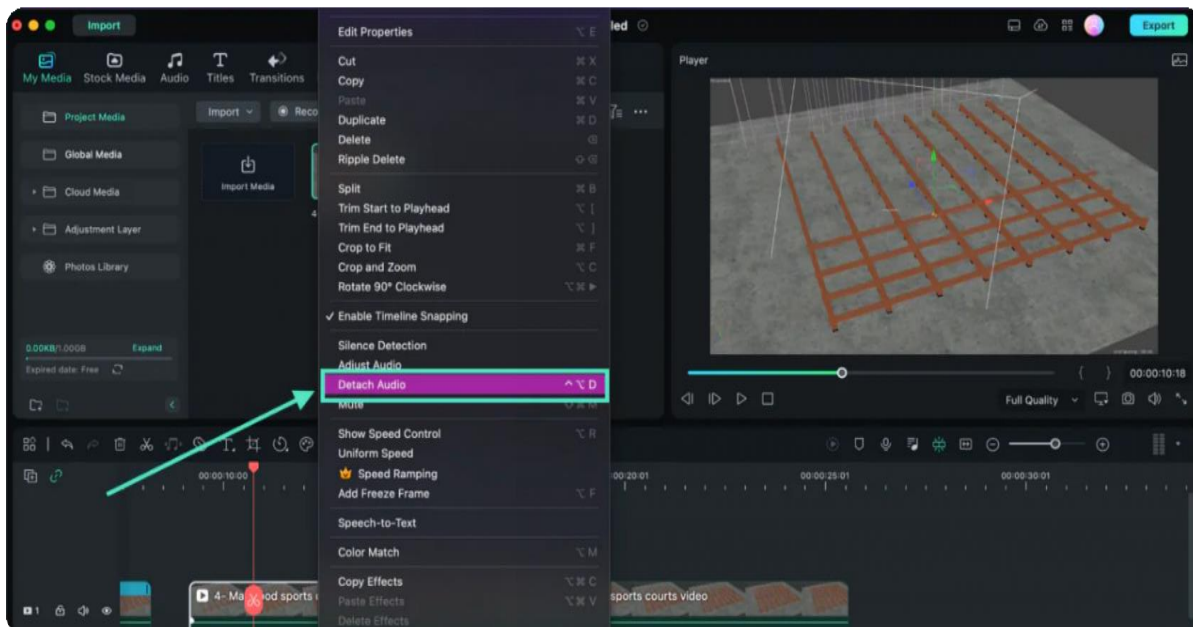 Import
led
Export
My Media
Stock Media
Audio
Titles
Transitions
Project Media
Global Media
Cloud Media
Adjustment Layer
Photos Library
0.00KB/1.00GB
Expand
Expired date: Free
Import
Reco
Import Media
Edit Properties ⌥ E
Cut ⌘ X
Copy ⌘ C
Paste ⌘ V
Duplicate ⌘ D
Delete ⌫
Ripple Delete ⇧ ⌫
Split ⌘ B
Trim Start to Playhead ⌥ [
Trim End to Playhead ⌥ ]
Crop to Fit ⌘ F
Crop and Zoom ⌥ C
Rotate 90° Clockwise ⌥ ⌘ ▶
✓ Enable Timeline Snapping
Silence Detection
Adjust Audio
Detach Audio ^ ⌥ D
Mute ⇧ ⌘ M
Show Speed Control ⌥ R
Uniform Speed
Speed Ramping
Add Freeze Frame ⌥ F
Speech-to-Text
Color Match ⌥ M
Copy Effects ⌥ ⌘ C
Paste Effects ⌥ ⌘ V
Delete Effects
Player
{ } 00:00:10:18
Full Quality
00:00:10:00
00:20:01
00:00:25:01
00:00:30:01
1
4- Ma
od sports
sports courts video